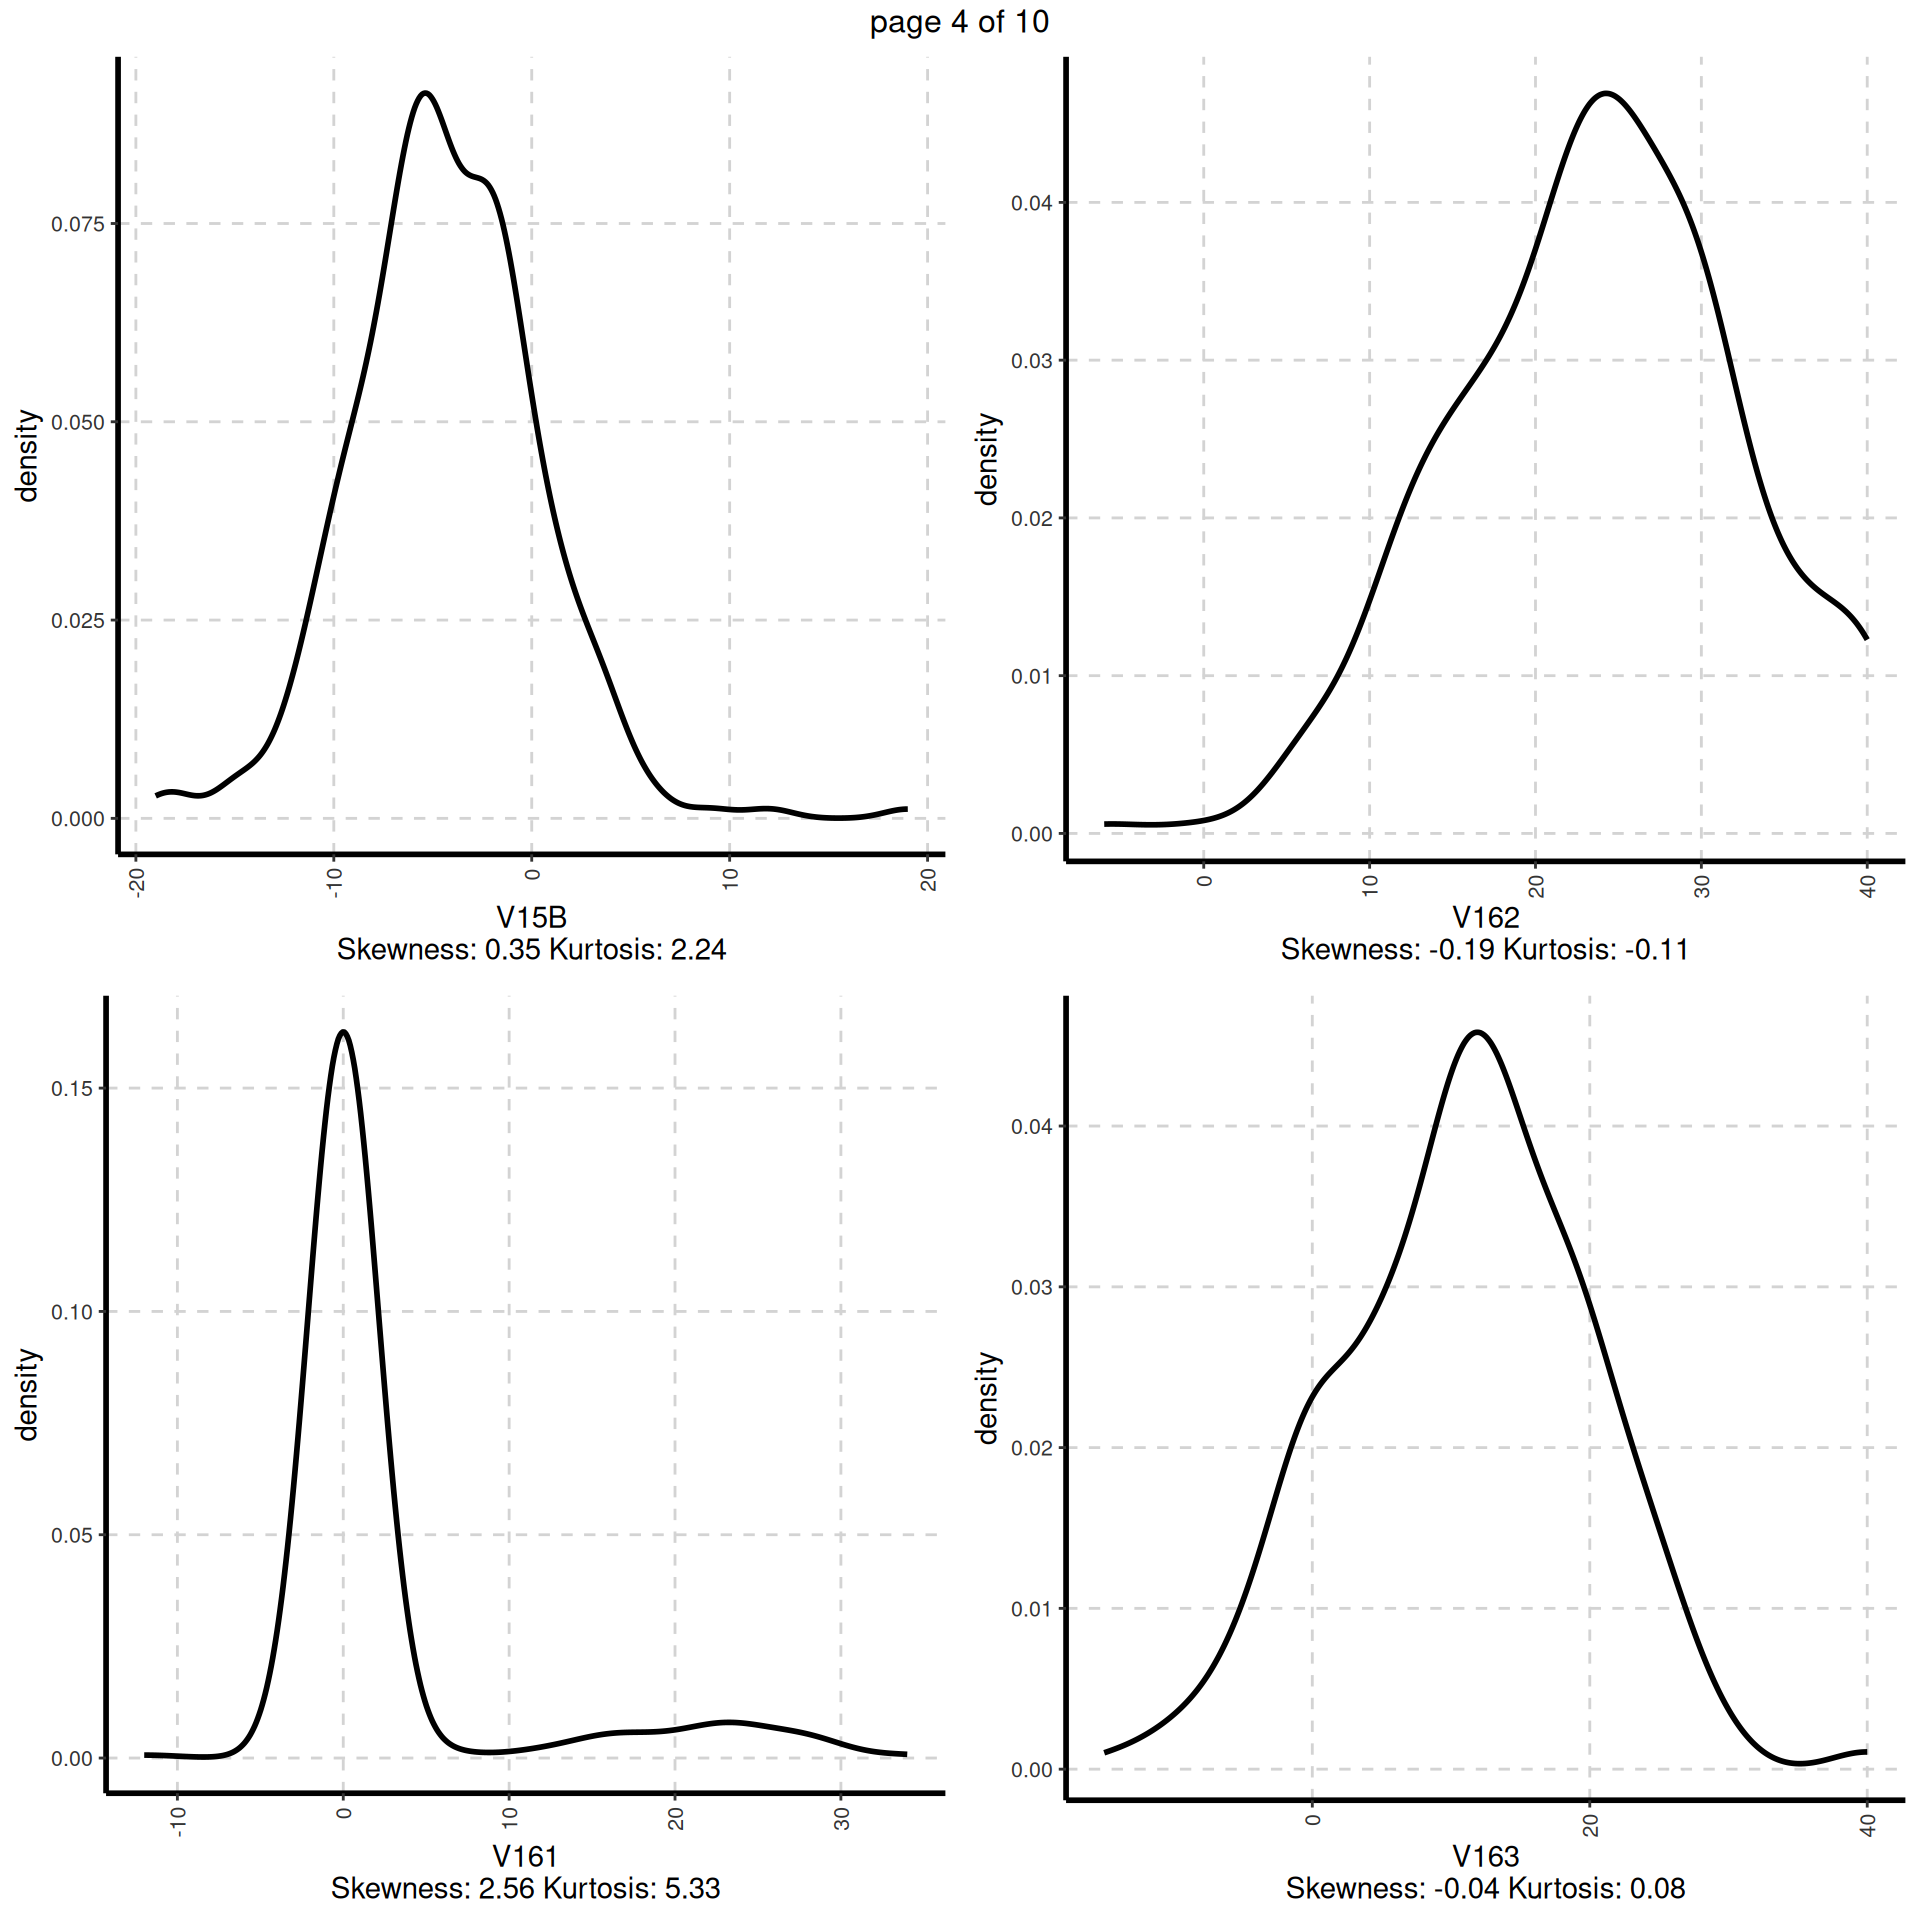 page 4 of 10
density
0.075
0.050
0.025
0.000
-20
-10
0
10
20
V15B
Skewness: 0.35 Kurtosis: 2.24
density
0.04
0.03
0.02
0.01
0.00
0
10
20
30
40
V162
Skewness: -0.19 Kurtosis: -0.11
density
0.15
0.10
0.05
0.00
-10
0
10
20
30
V161
Skewness: 2.56 Kurtosis: 5.33
density
0.04
0.03
0.02
0.01
0.00
0
20
40
V163
Skewness: -0.04 Kurtosis: 0.08